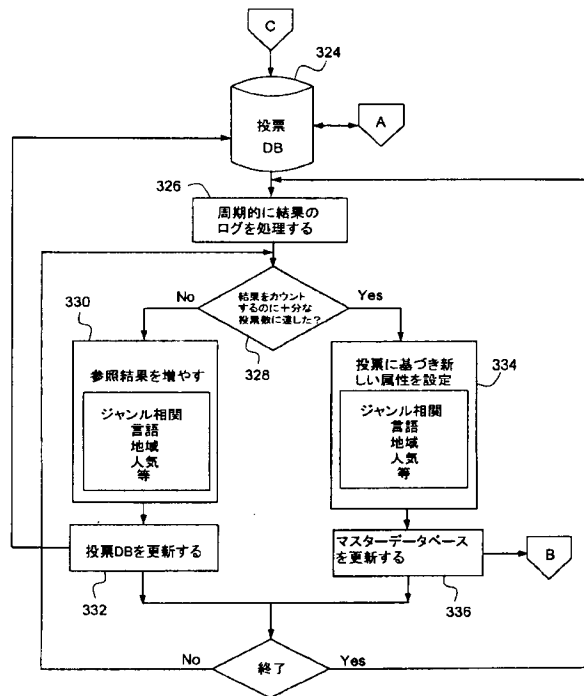 C
324
投票
DB
A
326
周期的に結果の
ログを処理する
No
結果をカウント
するのに十分な
投票数に達した?
Yes
328
330
参照結果を増やす
ジャンル相関
言語
地域
人気
等
投票に基づき新
しい属性を設定
334
ジャンル相関
言語
地域
人気
等
投票DBを更新する
332
マスターデータベース
を更新する
336
B
No
終了
Yes